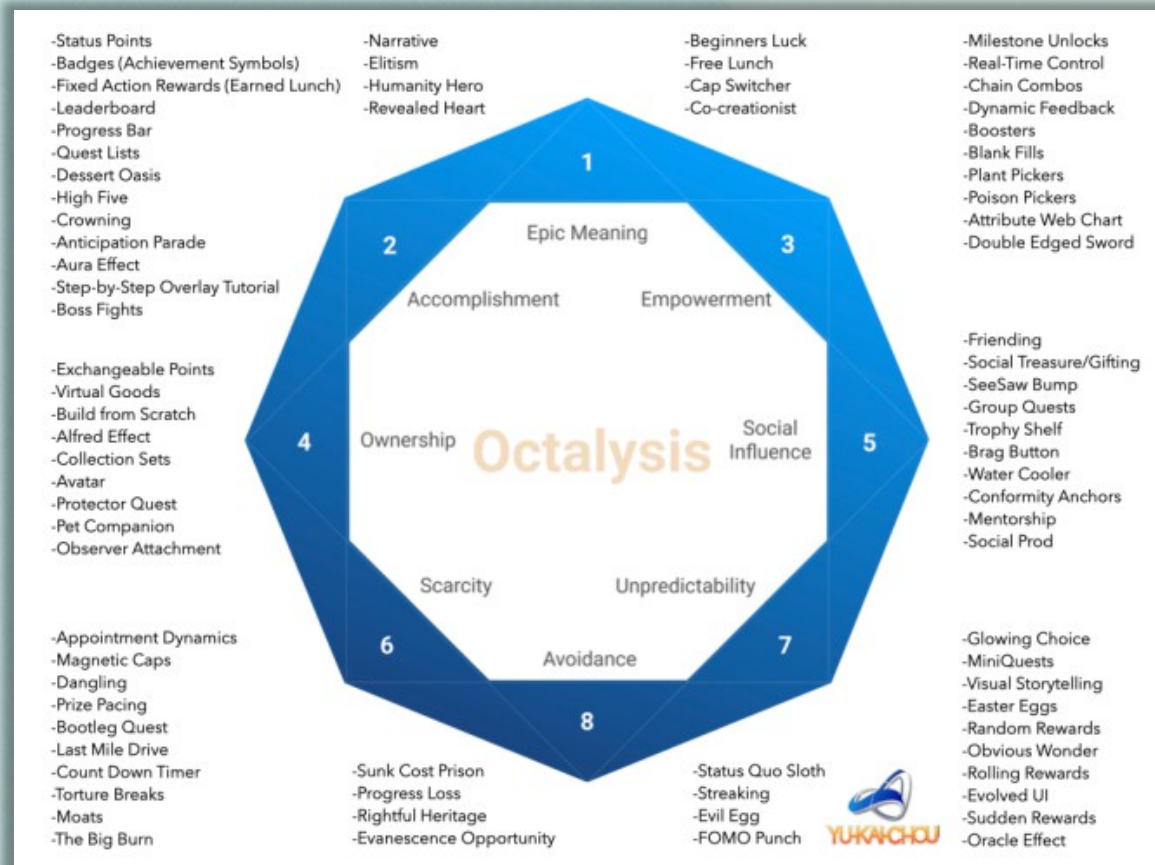 -Status Points
-Badges (Achievement Symbols)
-Fixed Action Rewards (Earned Lunch)
-Leaderboard
-Progress Bar
-Quest Lists
-Dessert Oasis
-High Five
-Crowning
-Anticipation Parade
-Aura Effect
-Step-by-Step Overlay Tutorial
-Boss Fights
-Narrative
-Elitism
-Humanity Hero
-Revealed Heart
-Beginners Luck
-Free Lunch
-Cap Switcher
-Co-creationist
-Milestone Unlocks
-Real-Time Control
-Chain Combos
-Dynamic Feedback
-Boosters
-Blank Fills
-Plant Pickers
-Poison Pickers
-Attribute Web Chart
-Double Edged Sword
1
Epic Meaning
2
Accomplishment
3
Empowerment
-Exchangeable Points
-Virtual Goods
-Build from Scratch
-Alfred Effect
-Collection Sets
-Avatar
-Protector Quest
-Pet Companion
-Observer Attachment
4
Ownership
Octalysis
Social
Influence
5
-Friending
-Social Treasure/Gifting
-SeeSaw Bump
-Group Quests
-Trophy Shelf
-Brag Button
-Water Cooler
-Conformity Anchors
-Mentorship
-Social Prod
Scarcity
6
Unpredictability
7
Avoidance
8
-Appointment Dynamics
-Magnetic Caps
-Dangling
-Prize Pacing
-Bootleg Quest
-Last Mile Drive
-Count Down Timer
-Torture Breaks
-Moats
-The Big Burn
-Sunk Cost Prison
-Progress Loss
-Rightful Heritage
-Evanescence Opportunity
-Status Quo Sloth
-Streaking
-Evil Egg
-FOMO Punch
YU-KAI-CHOU
-Glowing Choice
-MiniQuests
-Visual Storytelling
-Easter Eggs
-Random Rewards
-Obvious Wonder
-Rolling Rewards
-Evolved UI
-Sudden Rewards
-Oracle Effect